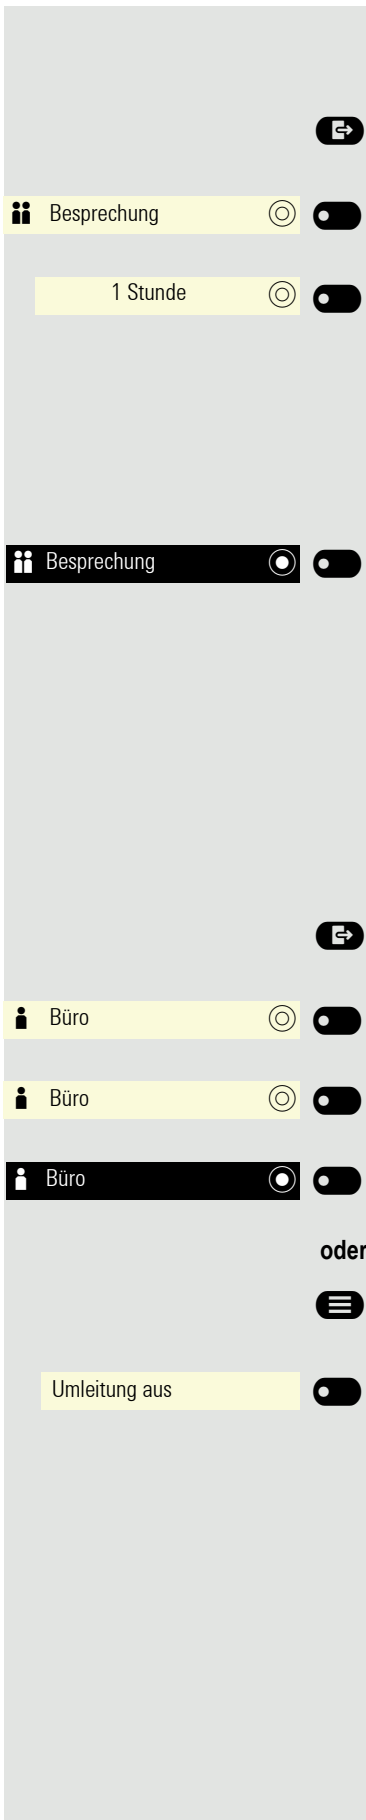 Besprechung
1 Stunde
Besprechung
Büro
Büro
Büro
oder
Umleitung aus